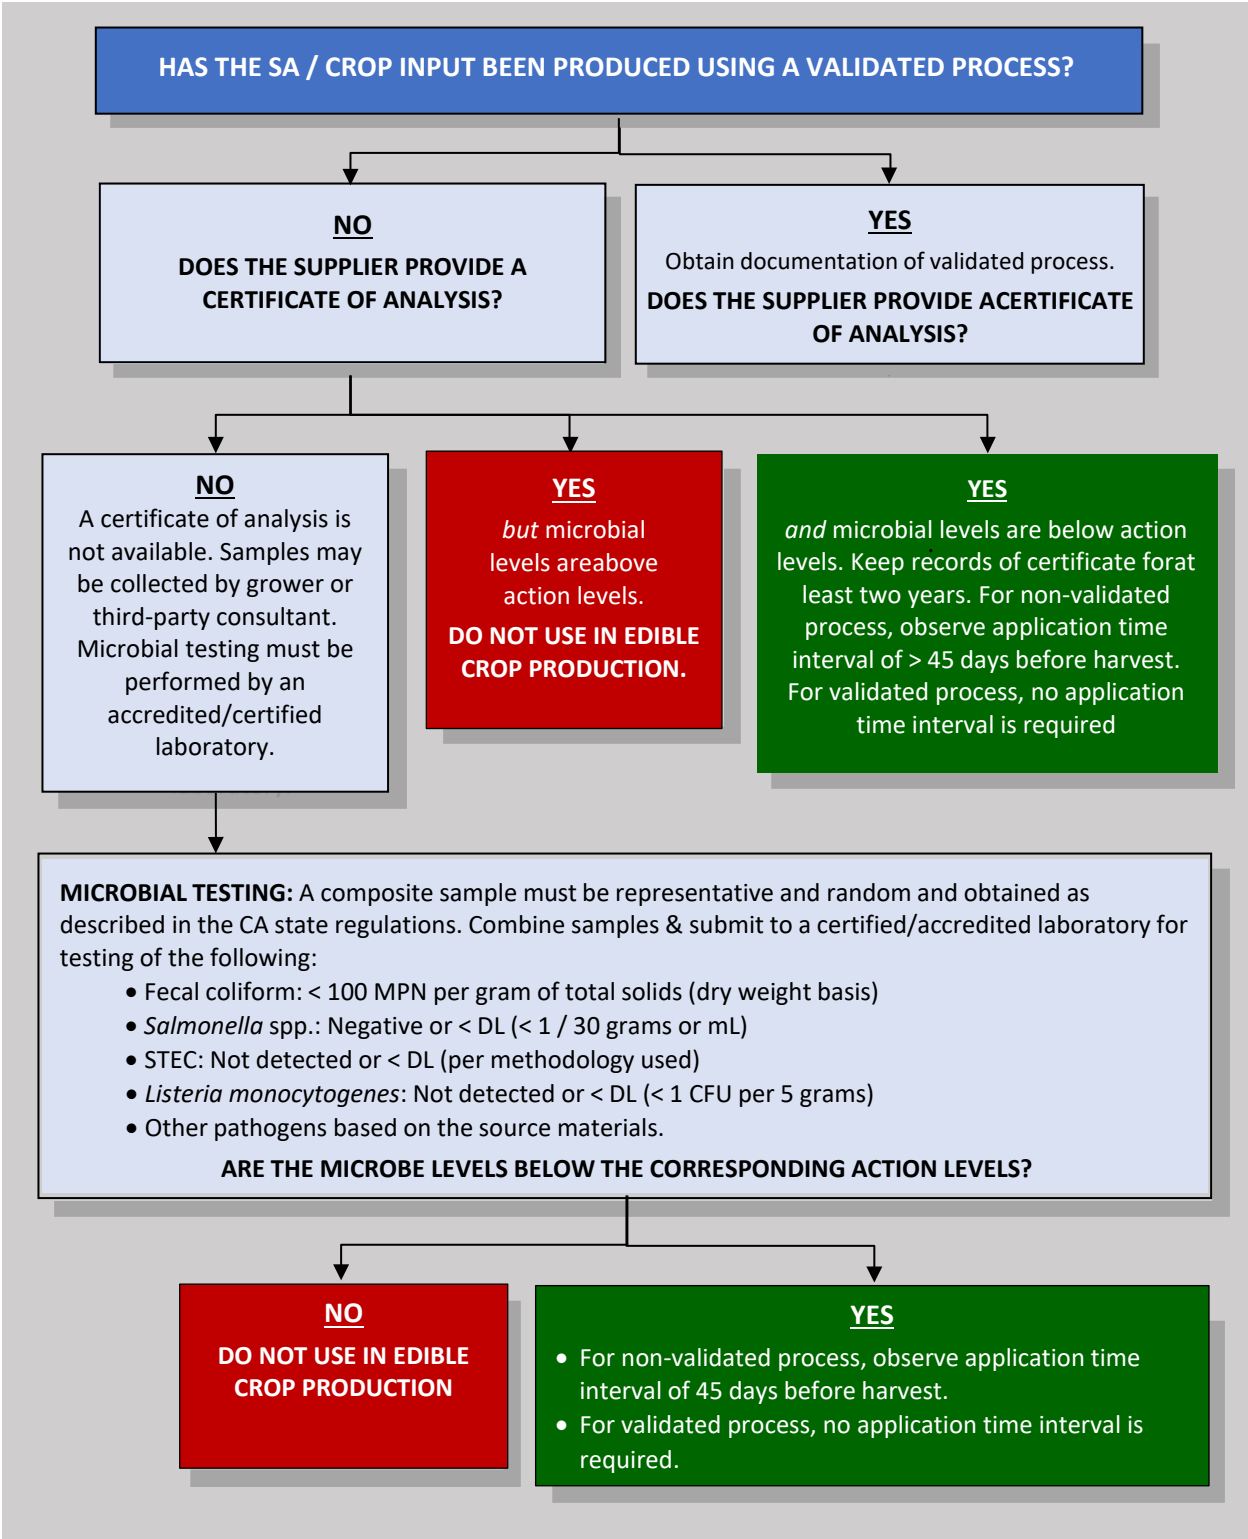 HAS THE SA / CROP INPUT BEEN PRODUCED USING A VALIDATED PROCESS?
NO
DOES THE SUPPLIER PROVIDE A
CERTIFICATE OF ANALYSIS?
YES
Obtain documentation of validated process.
DOES THE SUPPLIER PROVIDE ACERTIFICATE
OF ANALYSIS?
NO
A certificate of analysis is
not available. Samples may
be collected by grower or
third-party consultant.
Microbial testing must be
performed by an
accredited/certified
laboratory.
YES
but microbial
levels areabove
action levels.
DO NOT USE IN EDIBLE
CROP PRODUCTION.
YES
and microbial levels are below action
levels. Keep records of certificate forat
least two years. For non-validated
process, observe application time
interval of > 45 days before harvest.
For validated process, no application
time interval is required
MICROBIAL TESTING: A composite sample must be representative and random and obtained as
described in the CA state regulations. Combine samples & submit to a certified/accredited laboratory for
testing of the following:
• Fecal coliform: < 100 MPN per gram of total solids (dry weight basis)
• Salmonella spp.: Negative or < DL (< 1 / 30 grams or mL)
• STEC: Not detected or < DL (per methodology used)
• Listeria monocytogenes: Not detected or < DL (< 1 CFU per 5 grams)
• Other pathogens based on the source materials.
ARE THE MICROBE LEVELS BELOW THE CORRESPONDING ACTION LEVELS?
NO
DO NOT USE IN EDIBLE
CROP PRODUCTION
YES
• For non-validated process, observe application time
interval of 45 days before harvest.
• For validated process, no application time interval is
required.